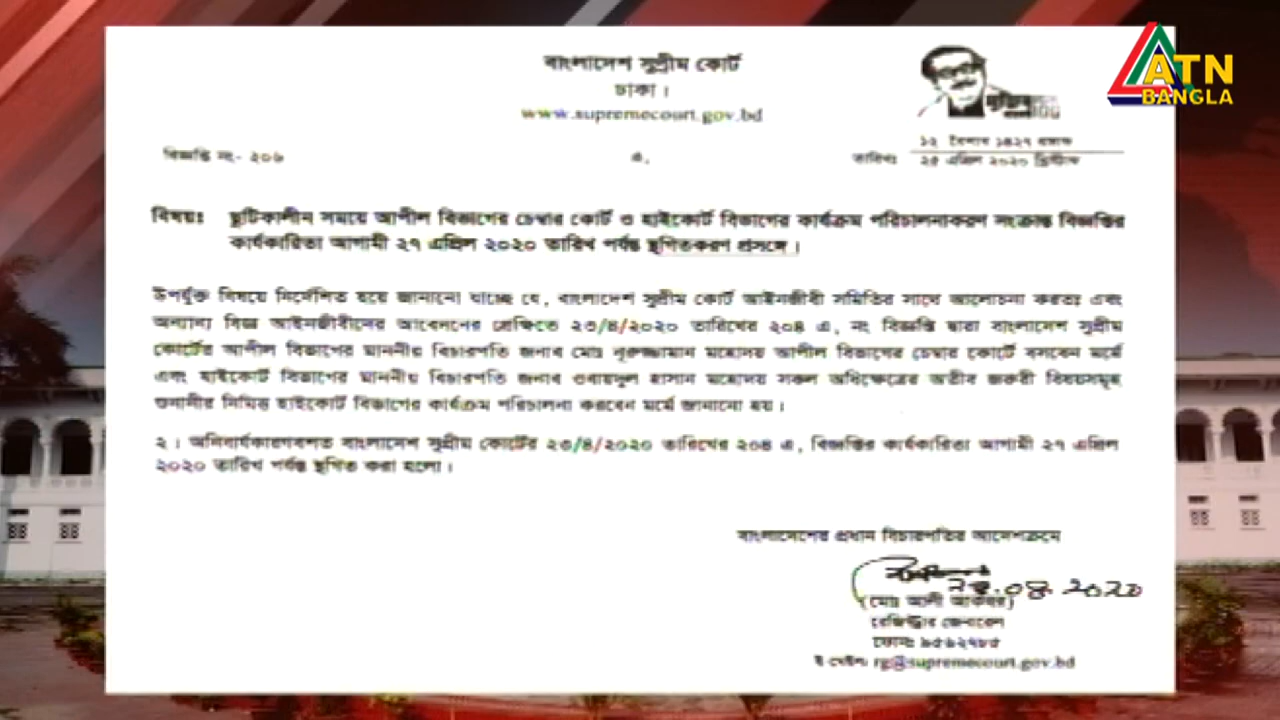 ATN
BANGLA
বাংলাদেশ সুপ্রীম কোর্ট
ঢাকা।
www.supremecourt.gov.bd
বিজ্ঞপ্তি নং- ২০৬
এ,
তারিখঃ
১২ বৈশাখ ১৪২৭ বঙ্গাব্দ
২৫ এপ্রিল ২০২০ খ্রিস্টাব্দ
বিষয়ঃ ছুটিকালীন সময়ে আপীল বিভাগের চেম্বার কোর্ট ও হাইকোর্ট বিভাগের কার্যক্রম পরিচালনাকরণ সংক্রান্ত বিজ্ঞপ্তির
কার্যকারিতা আগামী ২৭ এপ্রিল ২০২০ তারিখ পর্যন্ত স্থগিতকরণ প্রসঙ্গে।
উপর্যুক্ত বিষয়ে নির্দেশিত হয়ে জানানো যাচ্ছে যে, বাংলাদেশ সুপ্রীম কোর্ট আইনজীবী সমিতির সাথে আলোচনা করতঃ এবং
অন্যান্য বিজ্ঞ আইনজীবীদের আবেদনের প্রেক্ষিতে ২৩/৪/২০২০ তারিখের ২০৪ এ, নং বিজ্ঞপ্তি দ্বারা বাংলাদেশ সুপ্রীম
কোর্টের আপীল বিভাগের মাননীয় বিচারপতি জনাব মোঃ নূরুজ্জামান মহোদয় আপীল বিভাগের চেম্বার কোর্টে বসবেন মর্মে
এবং হাইকোর্ট বিভাগের মাননীয় বিচারপতি জনাব ওবায়দুল হাসান মহোদয় সকল অধিক্ষেত্রের অতীব জরুরী বিষয়সমূহ
শুনানীর নিমিত্ত হাইকোর্ট বিভাগের কার্যক্রম পরিচালনা করবেন মর্মে জানানো হয়।
২। অনিবার্যকারণবশত বাংলাদেশ সুপ্রীম কোর্টের ২৩/৪/২০২০ তারিখের ২০৪ এ, বিজ্ঞপ্তির কার্যকারিতা আগামী ২৭ এপ্রিল
২০২০ তারিখ পর্যন্ত স্থগিত করা হলো।
বাংলাদেশের প্রধান বিচারপতির আদেশক্রমে
.০৪.২০২০
(মোঃ আলী আকবর)
রেজিস্ট্রার জেনারেল
ফোনঃ ৯৫৬২৭৮৫
ই মেইল: rg@supremecourt.gov.bd